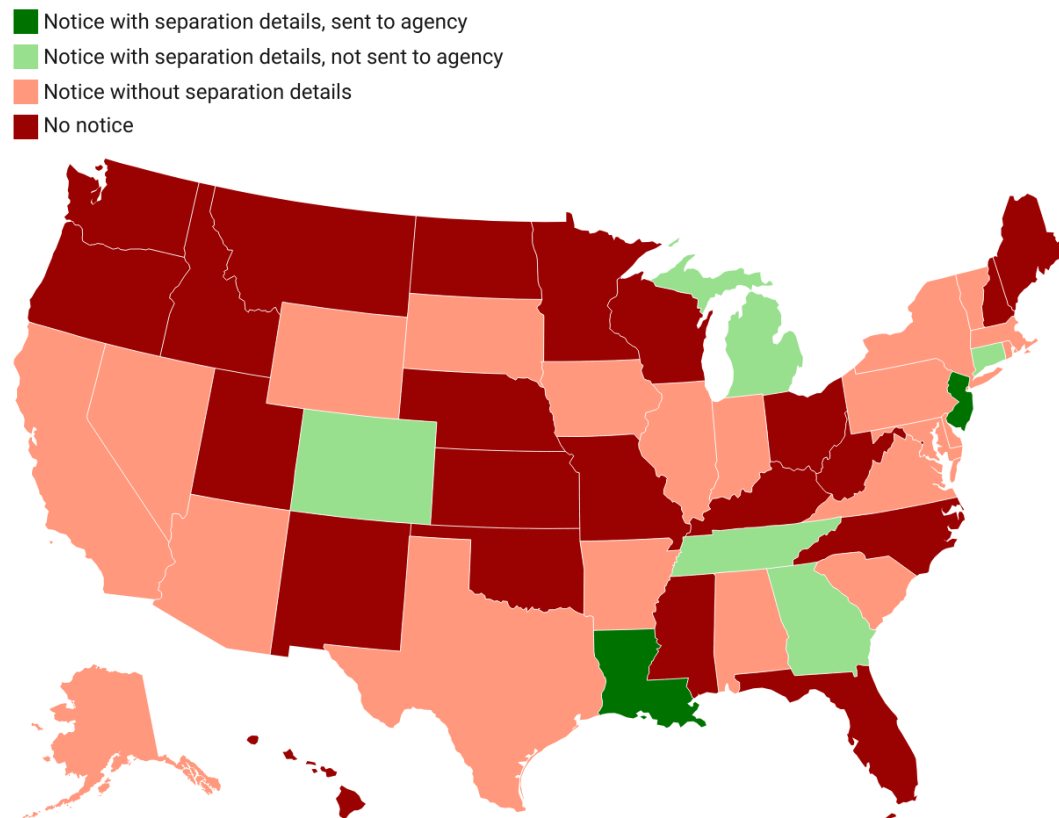 Notice with separation details, sent to agency
Notice with separation details, not sent to agency
Notice without separation details
No notice